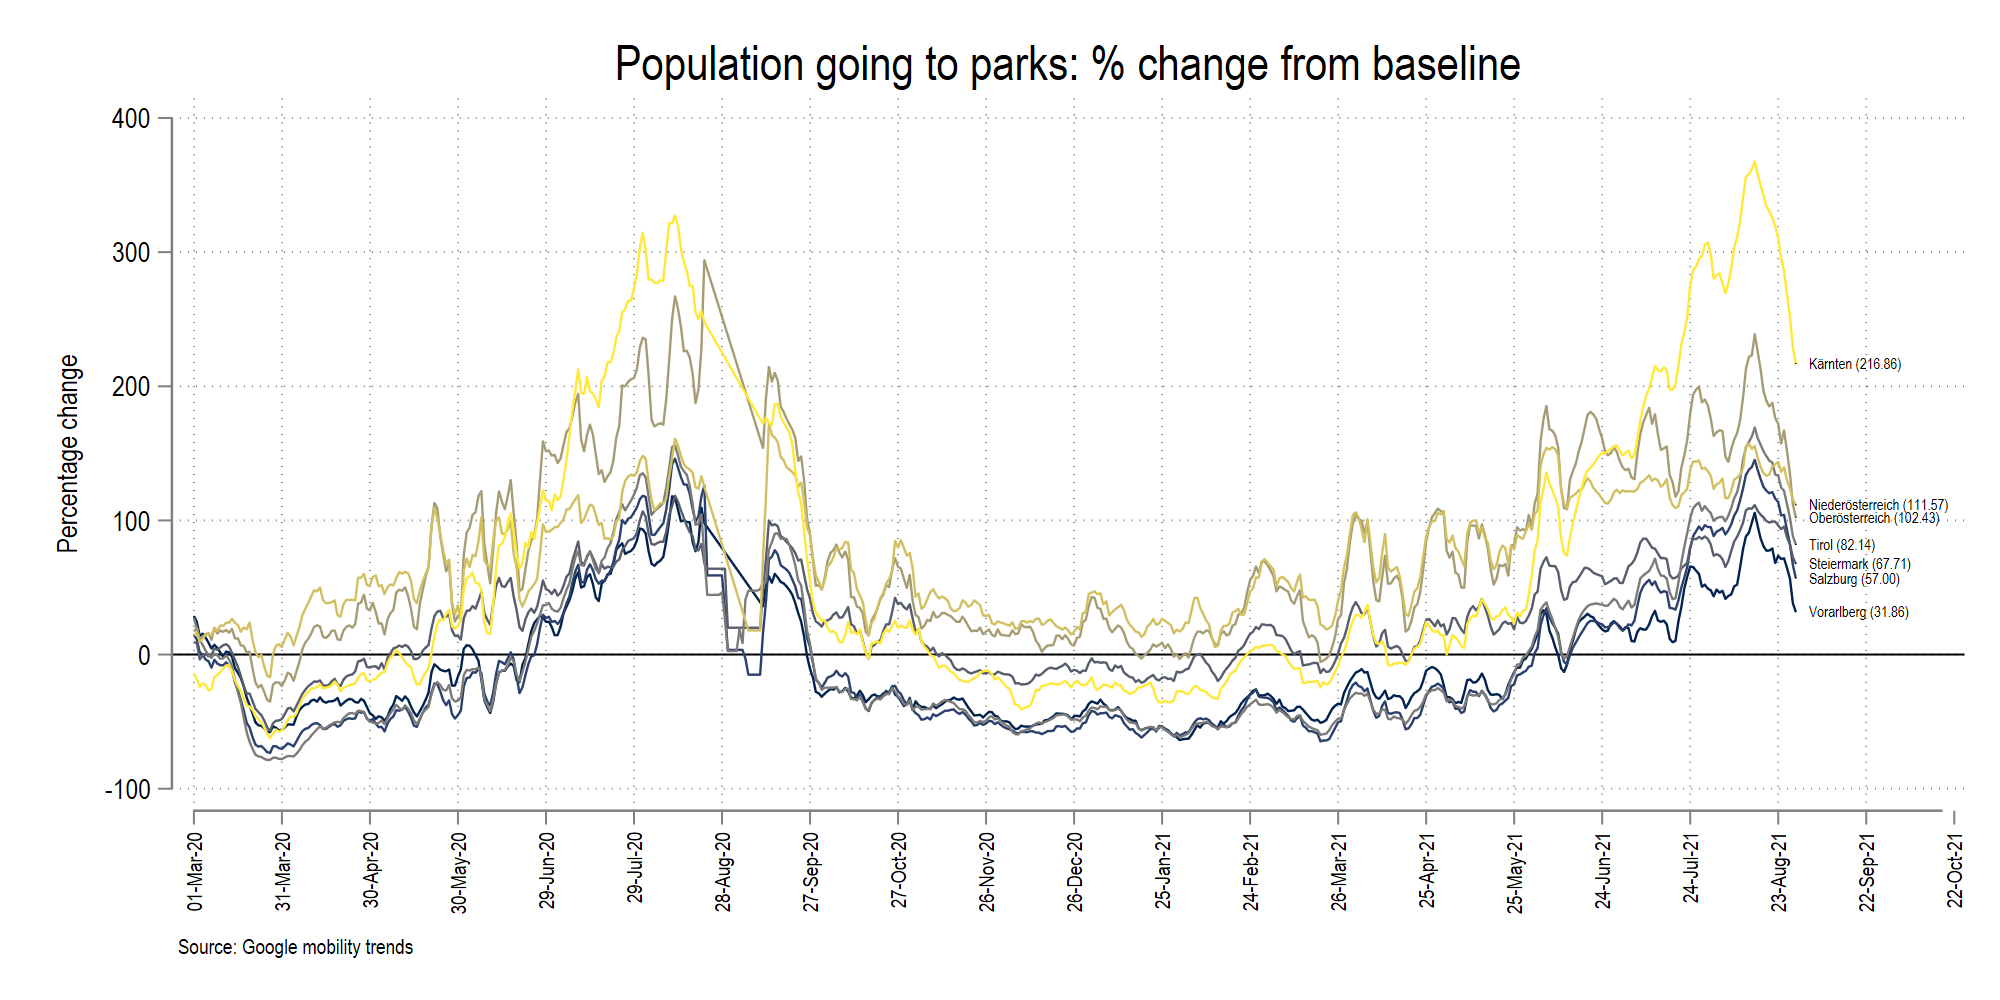 Population going to parks: % change from baseline
Percentage change
400
300
200
100
0
-100
Kärnten (216.86)
Niederösterreich (111.57)
Oberösterreich (102.43)
Tirol (82.14)
Steiermark (67.71)
Salzburg (57.00)
Vorarlberg (31.86)
01-Mar-20
31-Mar-20
30-Apr-20
30-May-20
29-Jun-20
29-Jul-20
28-Aug-20
27-Sep-20
27-Oct-20
26-Nov-20
26-Dec-20
25-Jan-21
24-Feb-21
26-Mar-21
25-Apr-21
25-May-21
24-Jun-21
24-Jul-21
23-Aug-21
22-Sep-21
22-Oct-21
Source: Google mobility trends